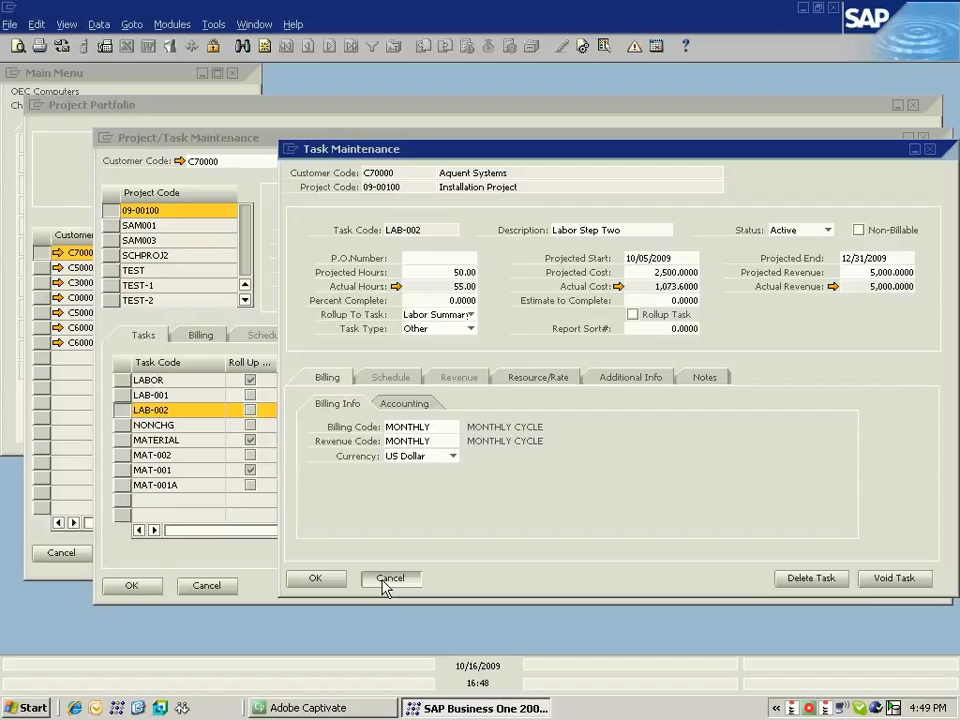 File Edit View Data Goto Modules Tools Window Help
SAP
Main Menu
OEC Computers
Project Portfolio
Project/Task Maintenance
Customer Code: C70000
Task Maintenance
Customer Code: C70000 Aquent Systems
Project Code: 09-00100 Installation Project
Project Code
09-00100
SAM001
SAM003
SCHPROJ2
TEST
TEST-1
TEST-2
Custome
C7000
C5000
C3000
C0000
C5000
C6000
C6000
Task Code: LAB-002 Description: Labor Step Two Status: Active Non-Billable
P.O.Number: Projected Start: 10/05/2009 Projected End: 12/31/2009
Projected Hours: 50.00 Projected Cost: 2,500.0000 Projected Revenue: 5,000.0000
Actual Hours: 55.00 Actual Cost: 1,073.6000 Actual Revenue: 5,000.0000
Percent Complete: 0.0000 Estimate to Complete: 0.0000
Rollup To Task: Labor Summary Rollup Task
Task Type: Other Report Sort#: 0.0000
Tasks Billing Schedu
Task Code Roll Up ...
LABOR
LAB-001
LAB-002
NONCHG
MATERIAL
MAT-002
MAT-001
MAT-001A
Billing Schedule Revenue Resource/Rate Additional Info Notes
Billing Info Accounting
Billing Code: MONTHLY MONTHLY CYCLE
Revenue Code: MONTHLY MONTHLY CYCLE
Currency: US Dollar
Cancel
OK Cancel
OK Cancel Delete Task Void Task
10/16/2009
16:48
Start Adobe Captivate SAP Business One 200... 4:49 PM